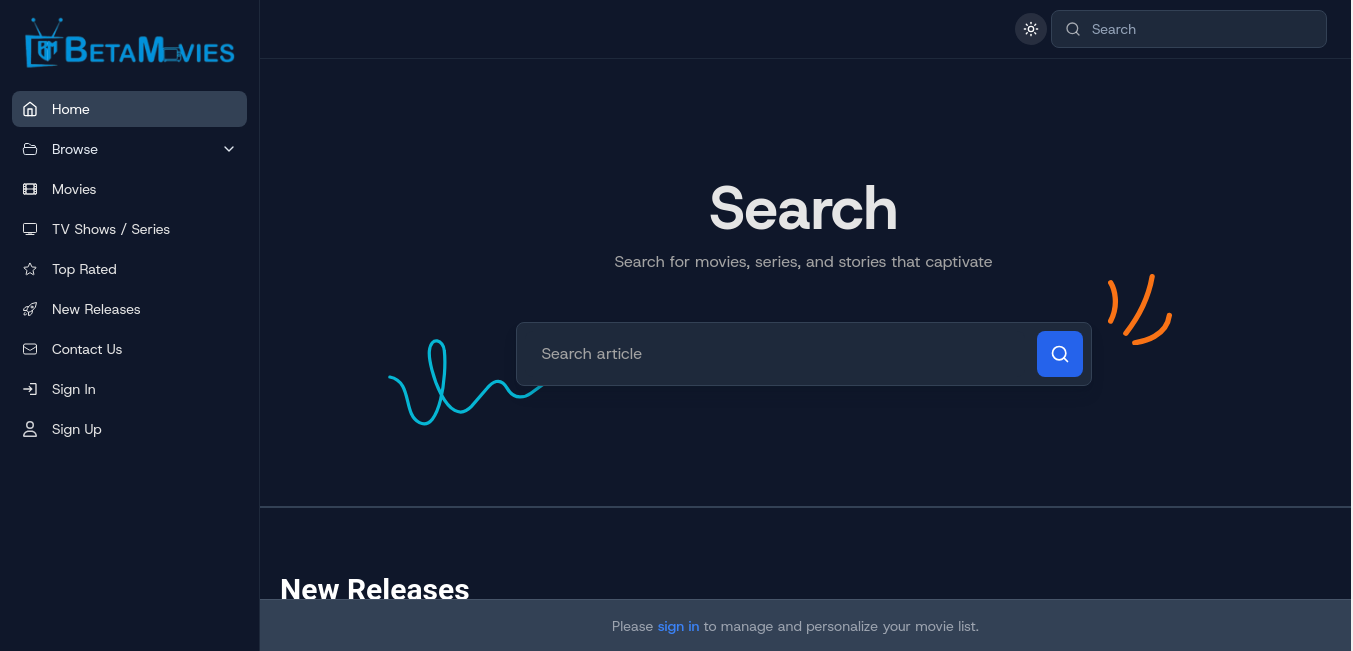 BETAMOVIES
Search
Home
Browse
Movies
TV Shows / Series
Top Rated
New Releases
Contact Us
Sign In
Sign Up
Search
Search for movies, series, and stories that captivate
Search article
New Releases
Please sign in to manage and personalize your movie list.